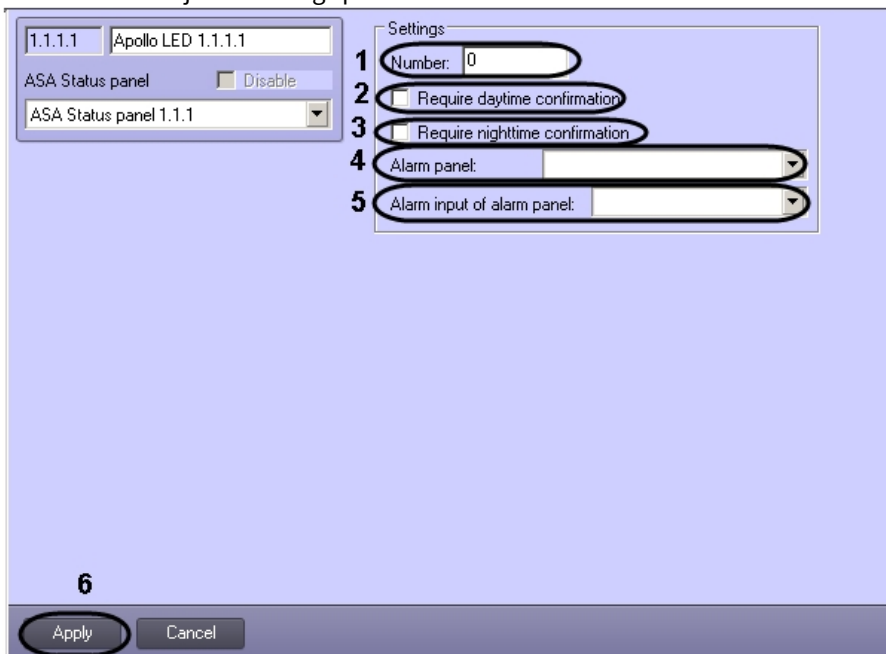 1.1.1.1 Apollo LED 1.1.1.1
ASA Status panel Disable
ASA Status panel 1.1.1
Settings
1 Number: 0
2 Require daytime confirmation
3 Require nighttime confirmation
4 Alarm panel:
5 Alarm input of alarm panel:
6
Apply Cancel